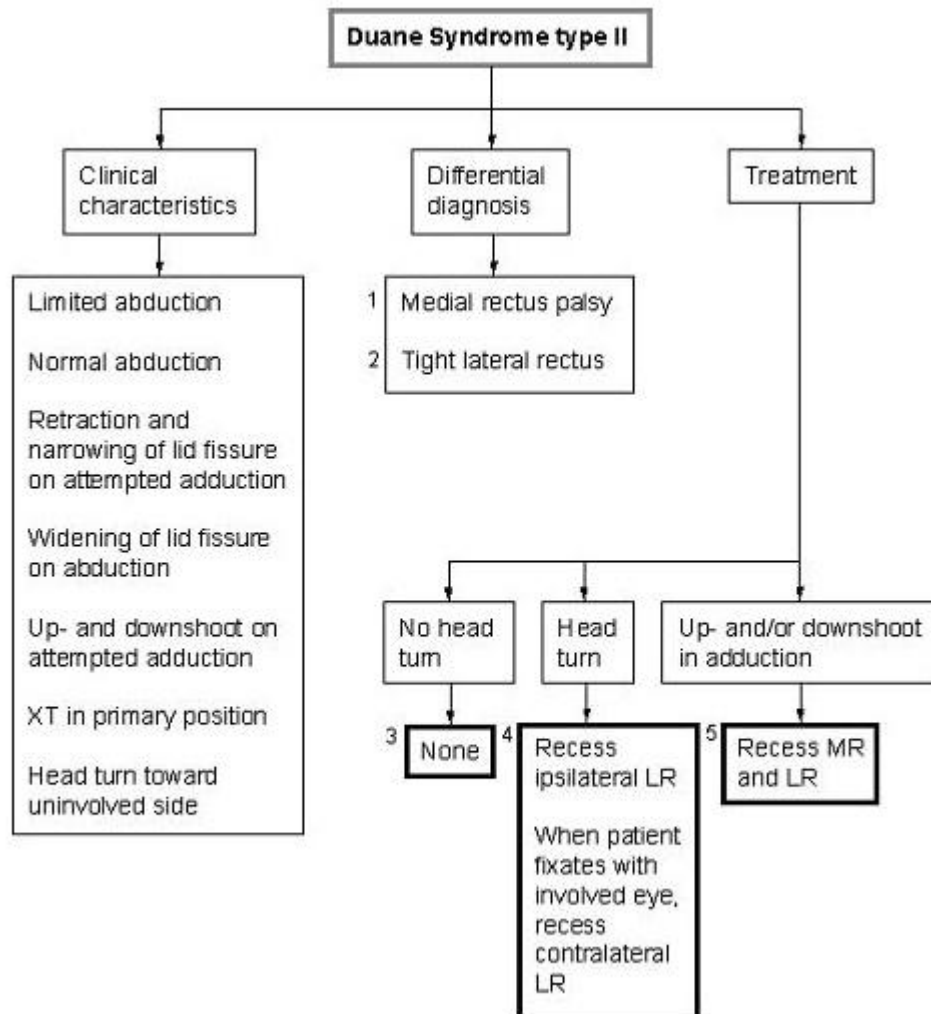 Duane Syndrome type II
Clinical
characteristics
Differential
diagnosis
Treatment
Limited abduction
Normal abduction
Retraction and
narrowing of lid fissure
on attempted adduction
Widening of lid fissure
on abduction
Up- and downshoot on
attempted adduction
XT in primary position
Head turn toward
uninvolved side
1 Medial rectus palsy
2 Tight lateral rectus
No head
turn
Head
turn
Up- and/or downshoot
in adduction
3 None
4 Recess
ipsilateral LR
When patient
fixates with
involved eye,
recess
contralateral
LR
5 Recess MR
and LR